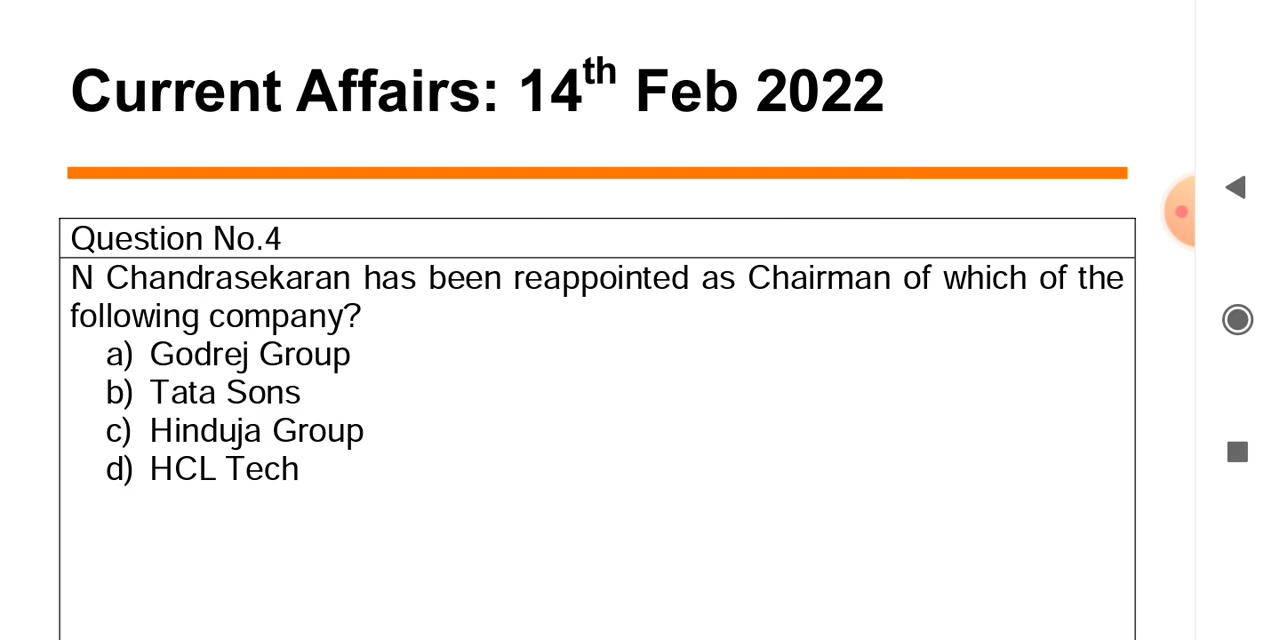 Current Affairs: 14th Feb 2022
Question No.4
N Chandrasekaran has been reappointed as Chairman of which of the
following company?
a) Godrej Group
b) Tata Sons
c) Hinduja Group
d) HCL Tech